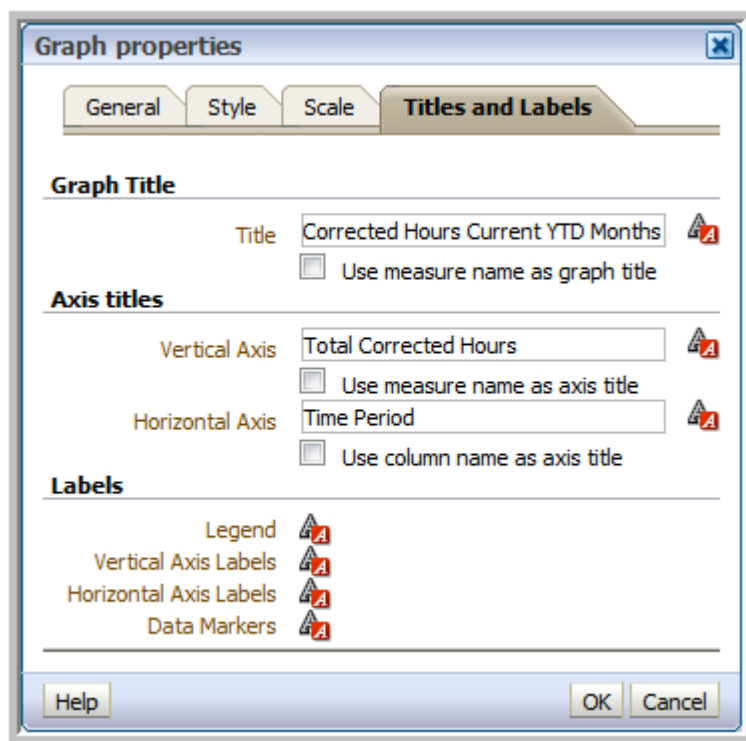 Graph properties
General Style Scale Titles and Labels
Graph Title
Title Corrected Hours Current YTD Months
Use measure name as graph title
Axis titles
Vertical Axis Total Corrected Hours
Use measure name as axis title
Horizontal Axis Time Period
Use column name as axis title
Labels
Legend
Vertical Axis Labels
Horizontal Axis Labels
Data Markers
Help OK Cancel